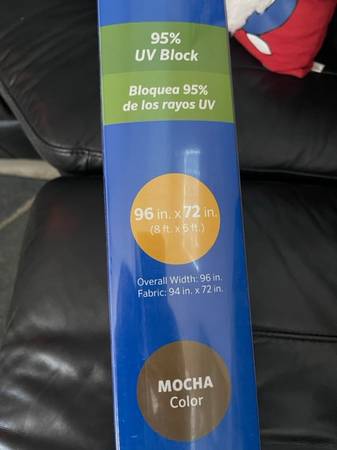 95%
UV Block
Bloquea 95%
de los rayos UV
96 in. x 72 in.
(8 ft. x 6 ft.)
Overall Width: 96 in.
Fabric: 94 in. x 72 in.
MOCHA
Color